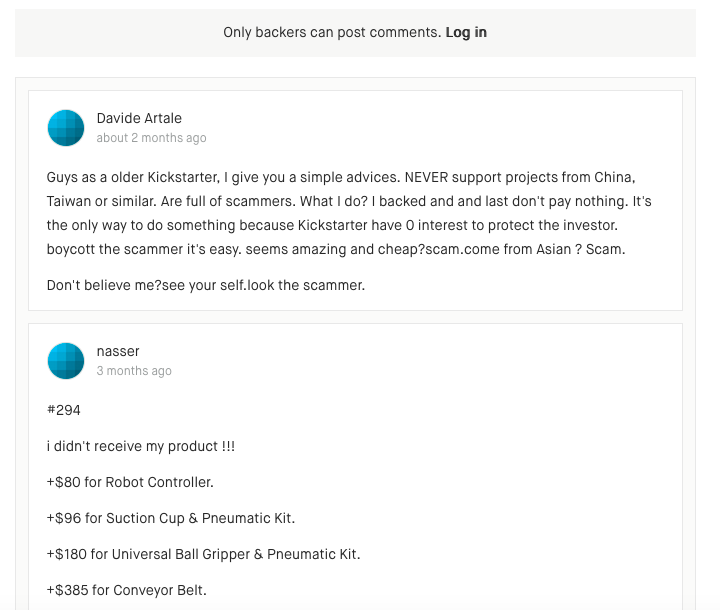 Only backers can post comments. Log in
Davide Artale
about 2 months ago
Guys as a older Kickstarter, I give you a simple advices. NEVER support projects from China,
Taiwan or similar. Are full of scammers. What I do? I backed and and last don't pay nothing. It's
the only way to do something because Kickstarter have 0 interest to protect the investor.
boycott the scammer it's easy. seems amazing and cheap?scam.come from Asian ? Scam.
Don't believe me?see your self.look the scammer.
nasser
3 months ago
#294
i didn't receive my product !!!
+$80 for Robot Controller.
+$96 for Suction Cup & Pneumatic Kit.
+$180 for Universal Ball Gripper & Pneumatic Kit.
+$385 for Conveyor Belt.